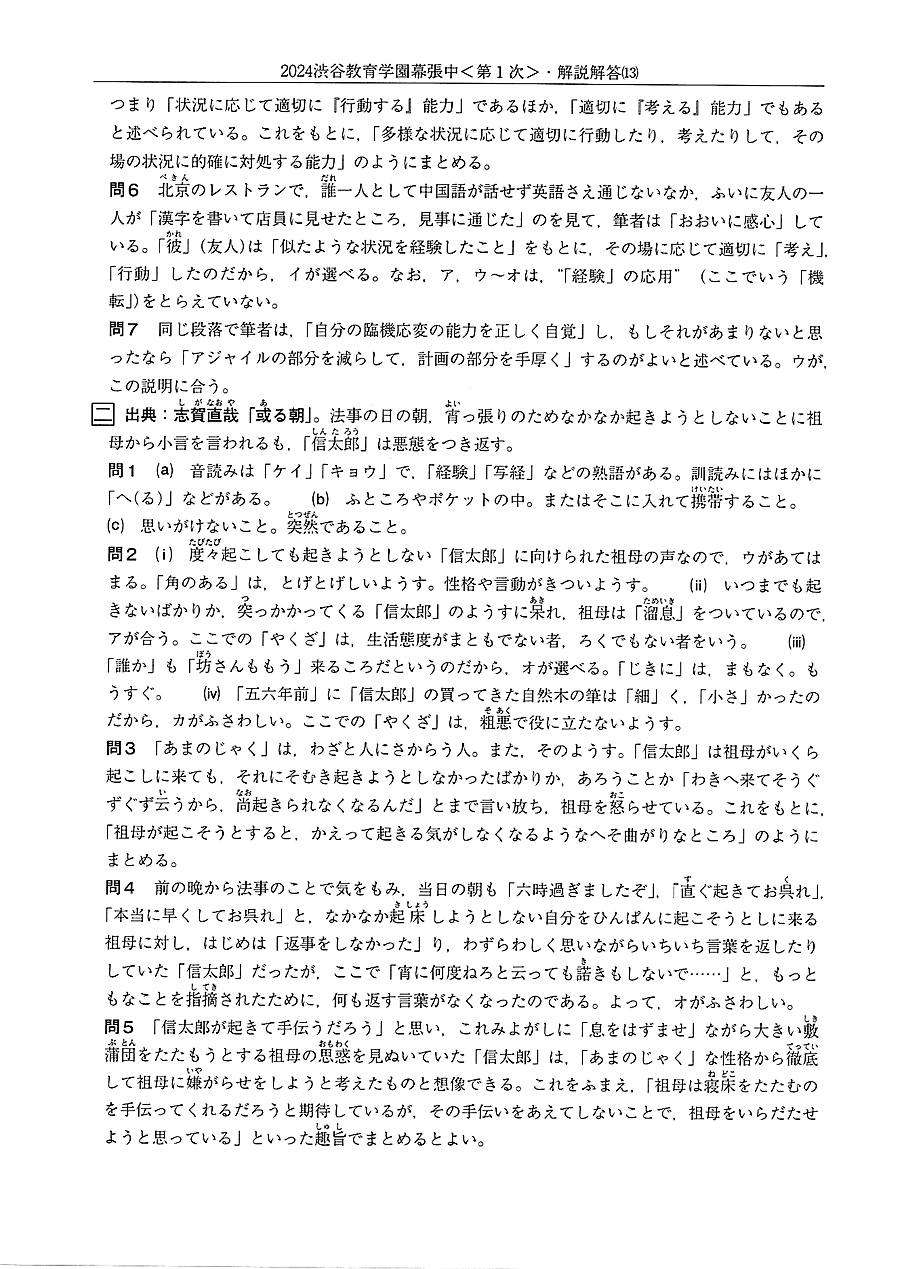 2024渋谷教育学園幕張中<第1次>・解説解答⒀
つまり「状況に応じて適切に『行動する』能力」であるほか，「適切に『考える』能力」でもある
と述べられている。これをもとに，「多様な状況に応じて適切に行動したり，考えたりして，その
場の状況に的確に対処する能力」のようにまとめる。
問6　北京のレストランで，誰一人として中国語が話せず英語さえ通じないなか，ふいに友人の一
人が「漢字を書いて店員に見せたところ，見事に通じた」のを見て，筆者は「おおいに感心」して
いる。「彼」(友人)は「似たような状況を経験したこと」をもとに，その場に応じて適切に「考え」，
「行動」したのだから，イが選べる。なお，ア，ウ～オは，“「経験」の応用”（ここでいう「機
転」)をとらえていない。
問7　同じ段落で筆者は，「自分の臨機応変の能力を正しく自覚」し，もしそれがあまりないと思
ったなら「アジャイルの部分を減らして，計画の部分を手厚く」するのがよいと述べている。ウが，
この説明に合う。
二　出典：志賀直哉「或る朝」。法事の日の朝，宵っ張りのためなかなか起きようとしないことに祖
母から小言を言われるも，「信太郎」は悪態をつき返す。
問1　(a)　音読みは「ケイ」「キョウ」で，「経験」「写経」などの熟語がある。訓読みにはほかに
「へ(る)」などがある。　(b)　ふところやポケットの中。またはそこに入れて携帯すること。
(c)　思いがけないこと。突然であること。
問2　(i)　度々起こしても起きようとしない「信太郎」に向けられた祖母の声なので，ウがあては
まる。「角のある」は，とげとげしいようす。性格や言動がきついようす。　(ii)　いつまでも起
きないばかりか，突っかかってくる「信太郎」のようすに呆れ，祖母は「溜息」をついているので，
アが合う。ここでの「やくざ」は，生活態度がまともでない者，ろくでもない者をいう。　(iii)
「誰か」も「坊さんももう」来るころだというのだから，オが選べる。「じきに」は，まもなく。も
うすぐ。　(iv)　「五六年前」に「信太郎」の買ってきた自然木の筆は「細」く，「小さ」かったの
だから，カがふさわしい。ここでの「やくざ」は，粗悪で役に立たないようす。
問3　「あまのじゃく」は，わざと人にさからう人。また，そのようす。「信太郎」は祖母がいくら
起こしに来ても，それにそむき起きようとしなかったばかりか，あろうことか「わきへ来てそうぐ
ずぐず云うから，尚起きられなくなるんだ」とまで言い放ち，祖母を怒らせている。これをもとに，
「祖母が起こそうとすると，かえって起きる気がしなくなるようなへそ曲がりなところ」のように
まとめる。
問4　前の晩から法事のことで気をもみ，当日の朝も「六時過ぎましたぞ」，「直ぐ起きてお呉れ」，
「本当に早くしてお呉れ」と，なかなか起床しようとしない自分をひんぱんに起こそうとしに来る
祖母に対し，はじめは「返事をしなかった」り，わずらわしく思いながらいちいち言葉を返したり
していた「信太郎」だったが，ここで「宵に何度ねろと云っても諾きもしないで……」と，もっと
もなことを指摘されたために，何も返す言葉がなくなったのである。よって，オがふさわしい。
問5　「信太郎が起きて手伝うだろう」と思い，これみよがしに「息をはずませ」ながら大きい敷
蒲団をたたもうとする祖母の思惑を見ぬいていた「信太郎」は，「あまのじゃく」な性格から徹底
して祖母に嫌がらせをしようと考えたものと想像できる。これをふまえ，「祖母は寝床をたたむの
を手伝ってくれるだろうと期待しているが，その手伝いをあえてしないことで，祖母をいらだたせ
ようと思っている」といった趣旨でまとめるとよい。